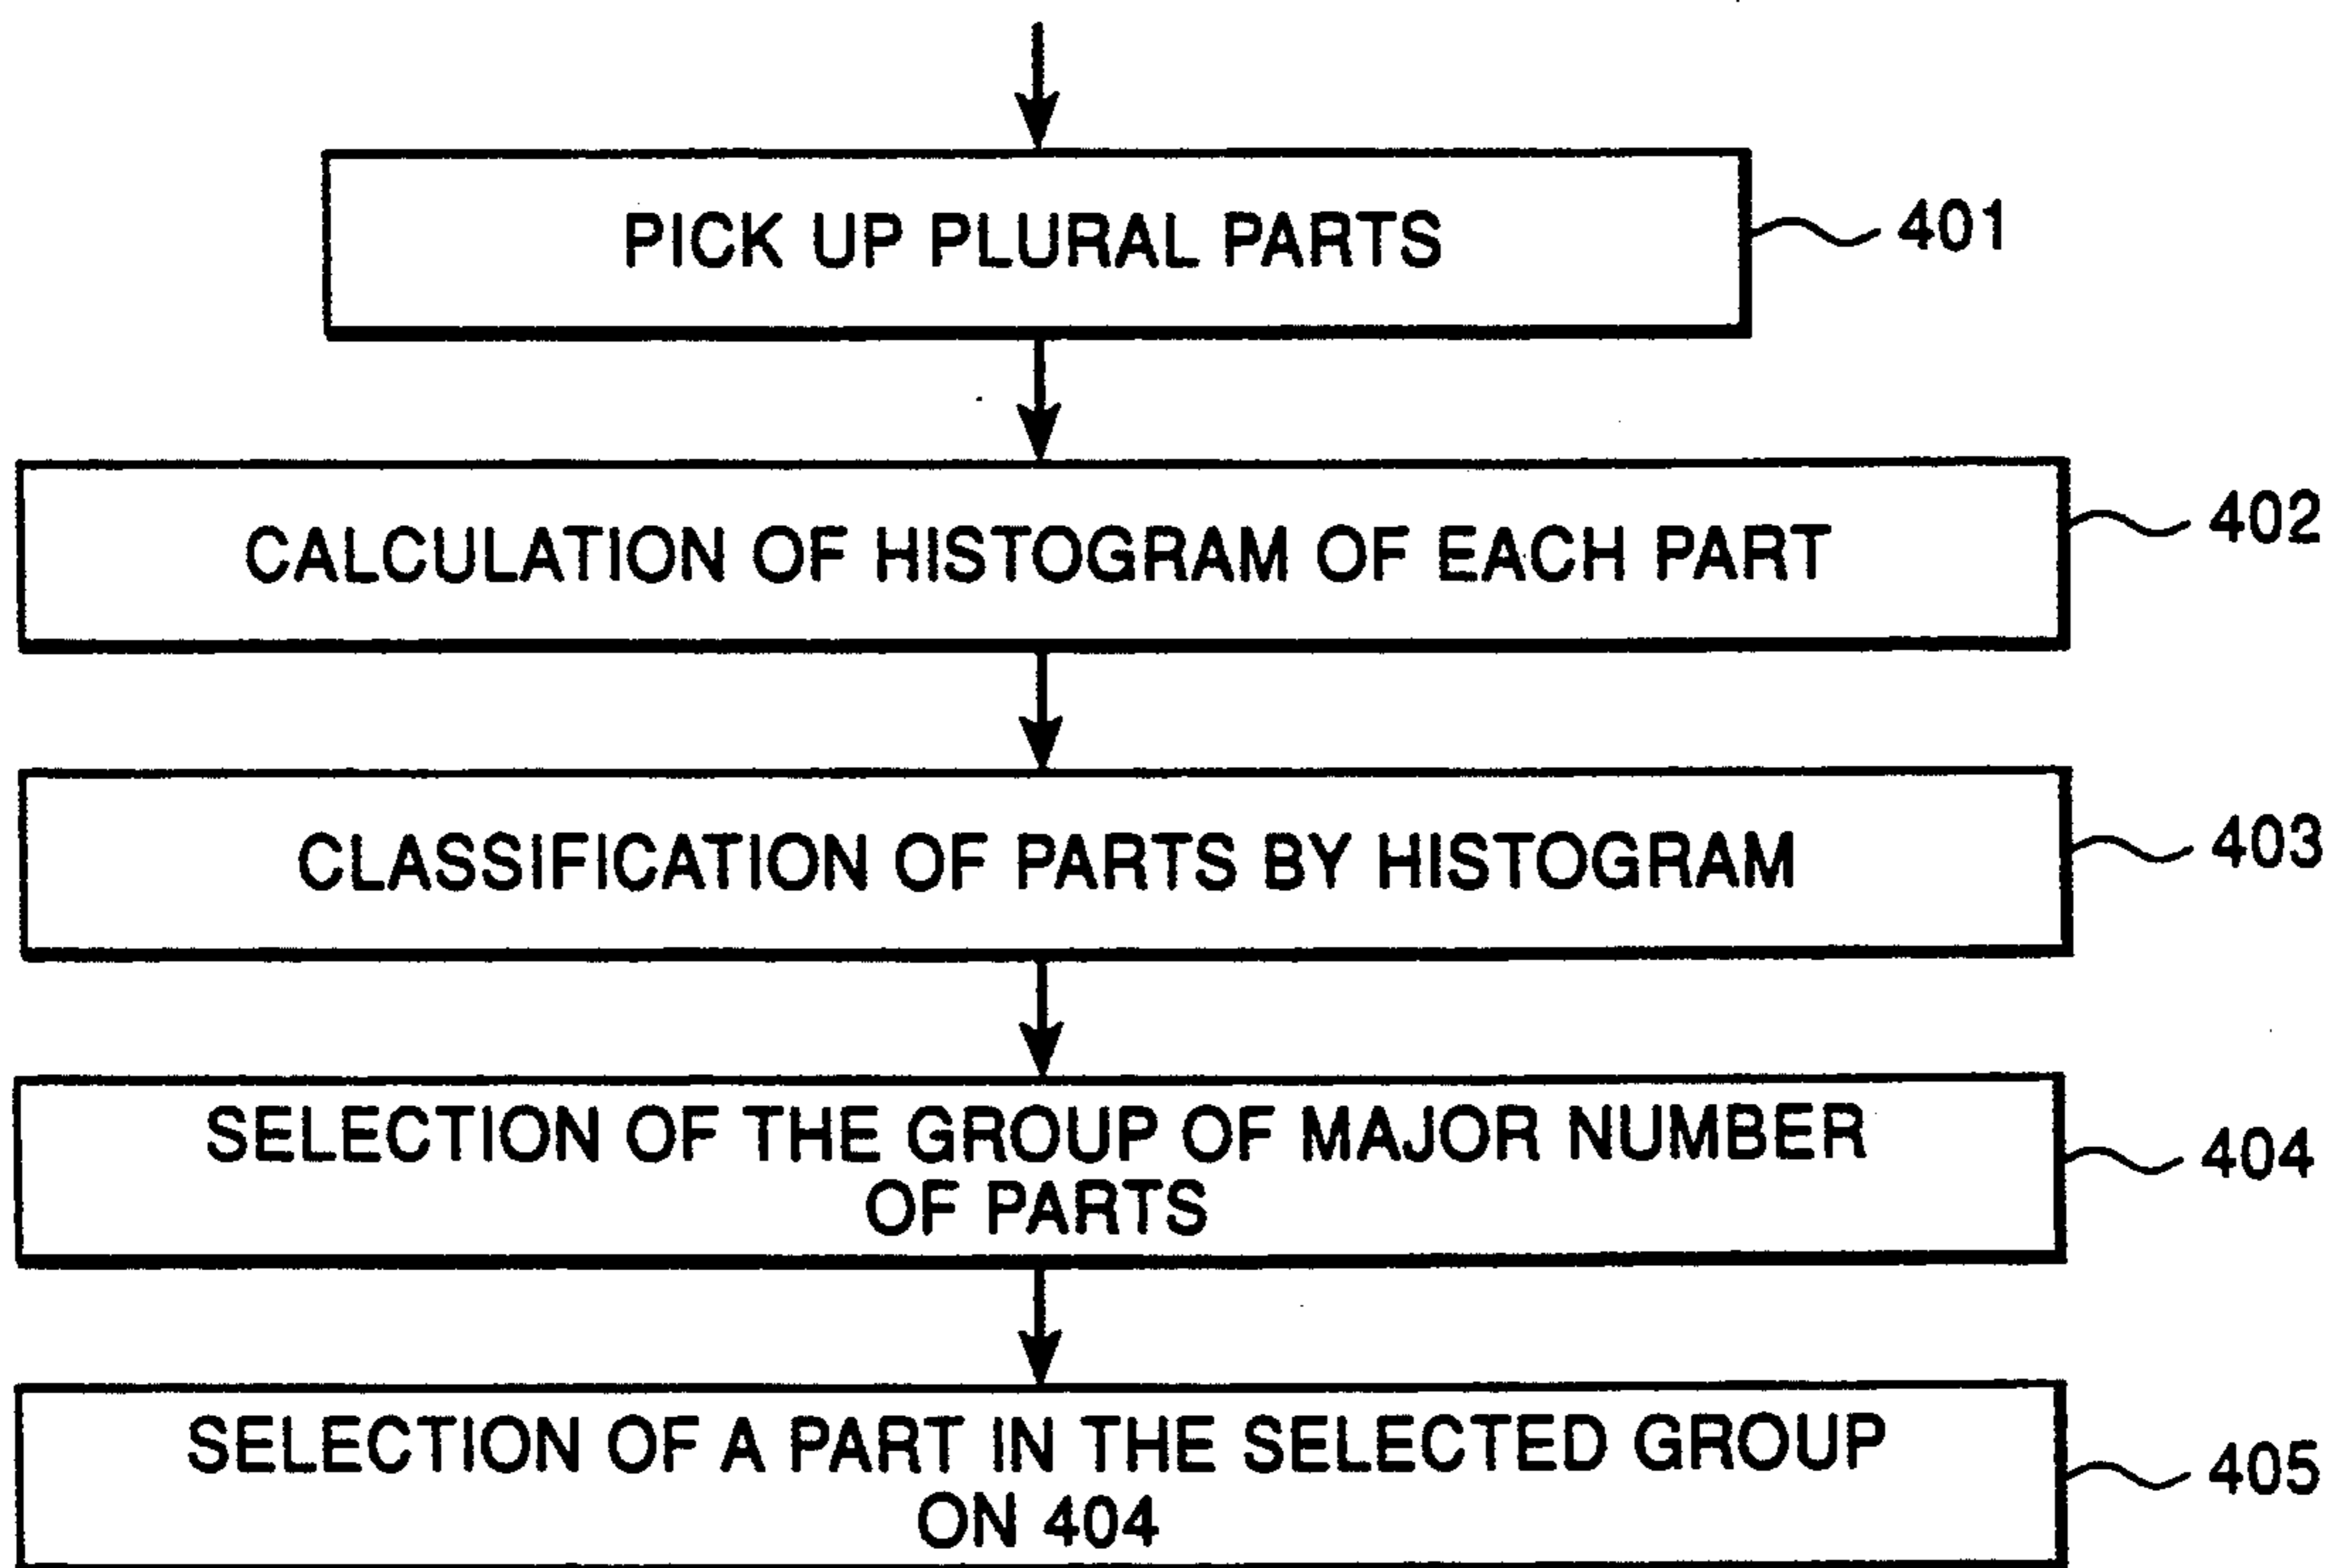 PICK UP PLURAL PARTS
401
CALCULATION OF HISTOGRAM OF EACH PART
402
CLASSIFICATION OF PARTS BY HISTOGRAM
403
SELECTION OF THE GROUP OF MAJOR NUMBER
OF PARTS
404
SELECTION OF A PART IN THE SELECTED GROUP
ON 404
405